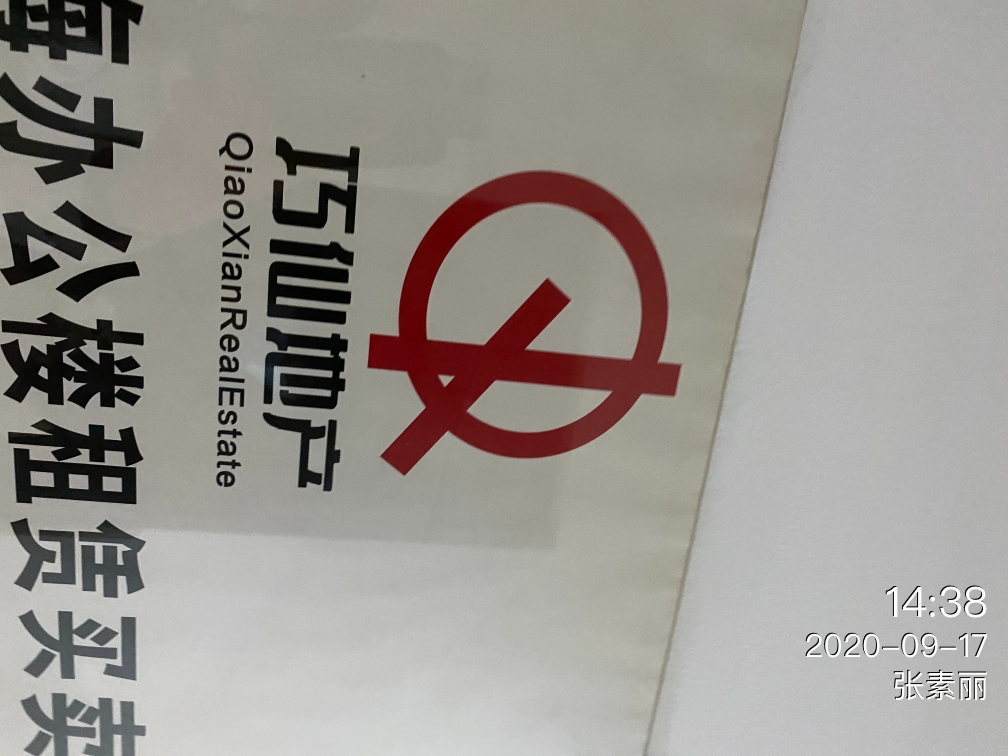 巧仙地产
QiaoXianRealEstate
海办公楼租赁买卖
14:38
2020-09-17
张素丽